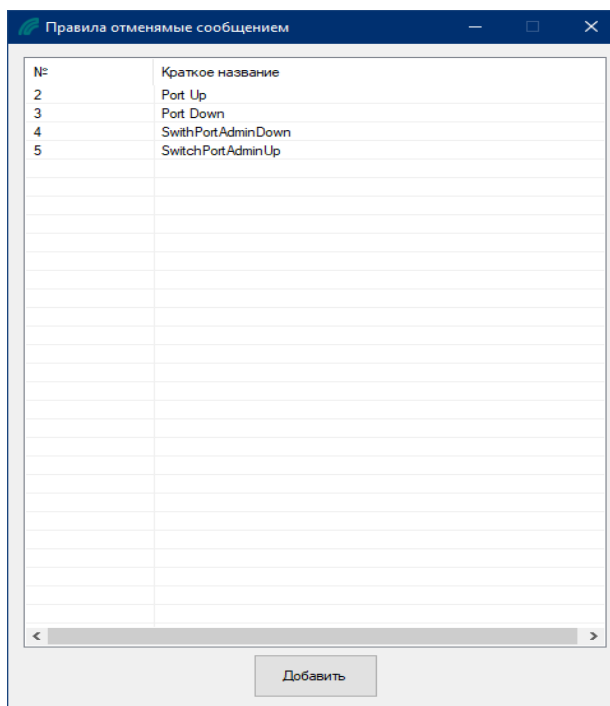 Правила отменямые сообщением
№ Краткое название
2 Port Up
3 Port Down
4 SwithPortAdminDown
5 SwitchPortAdminUp
Добавить